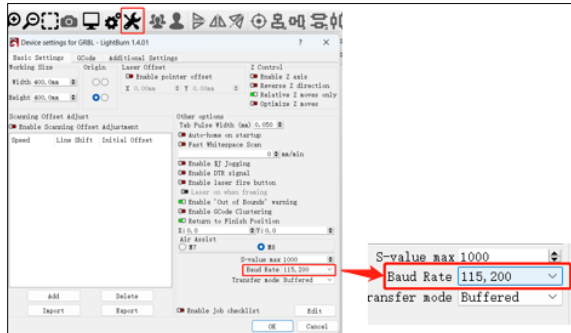 Device settings for GRBL - LightBurn 1.4.01 ? ×
Basic Settings GCode Additional Settings
Working Size Origin Laser Offset Z Control
Enable pointer offset Enable Z axis
Width 400.0mm X 0.00mm Y 0.00mm Reverse Z direction
Relative Z moves only
Height 400.0mm Optimize Z moves
Scanning Offset Adjust Other options
Enable Scanning Offset Adjustment Tab Pulse Width: (mm) 0.050
Speed Line Shift Initial Offset Auto-home on startup
Fast Whitespace Scan
0 mm/min
Enable $J Jogging
Enable DTR signal
Enable laser fire button
Laser on when framing
Enable 'Out of Bounds' warning
Enable GCode Clustering
Return to Finish Position
X: 0.0 Y: 0.0
Air Assist
M7 M8
S-value max 1000
Baud Rate 115,200
Transfer mode Buffered
Add Delete
Import Export Enable job checklist Edit
OK Cancel
S-value max 1000
Baud Rate 115,200
ransfer mode Buffered